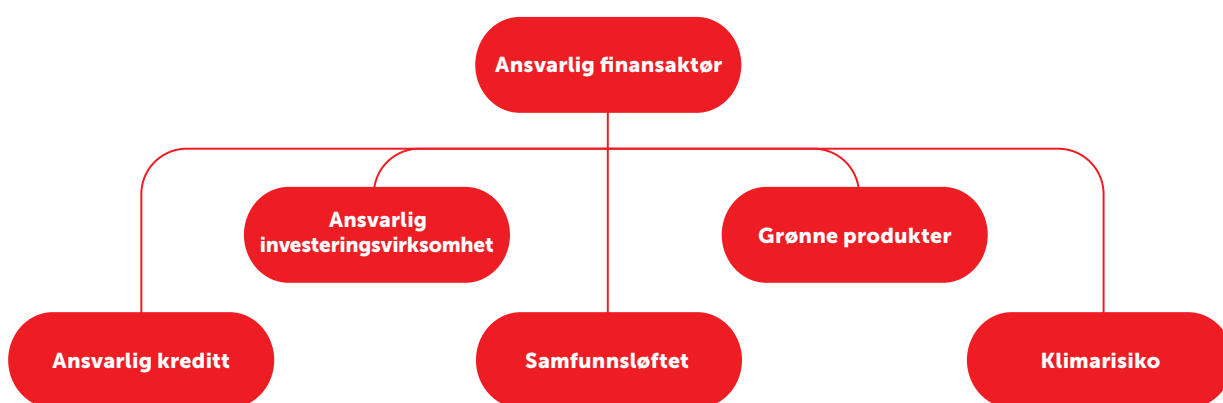 Ansvarlig finansaktør
Ansvarlig
investeringsvirksomhet
Grønne produkter
Ansvarlig kreditt
Samfunnsløftet
Klimarisiko